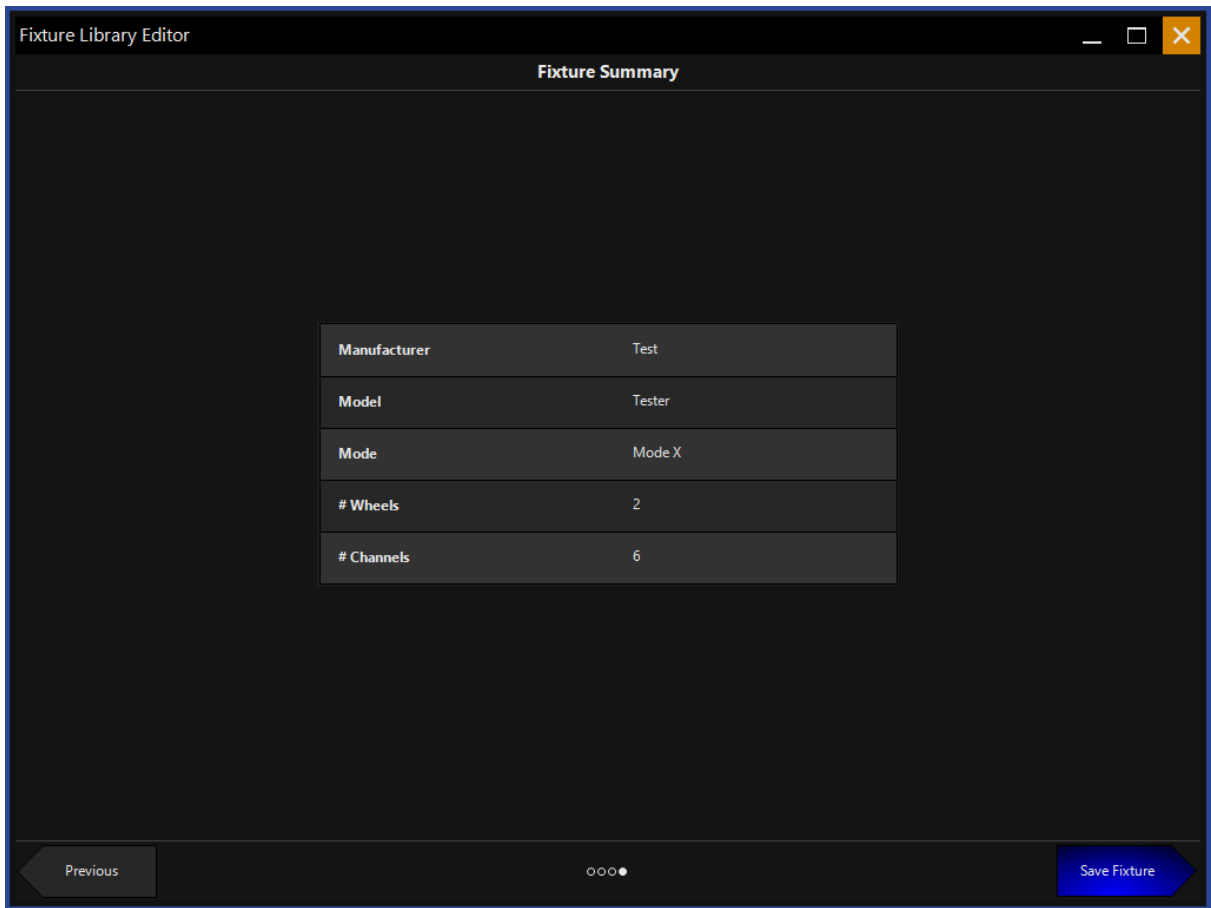 Fixture Library Editor
Fixture Summary
Manufacturer Test
Model Tester
Mode Mode X
# Wheels 2
# Channels 6
Previous Save Fixture